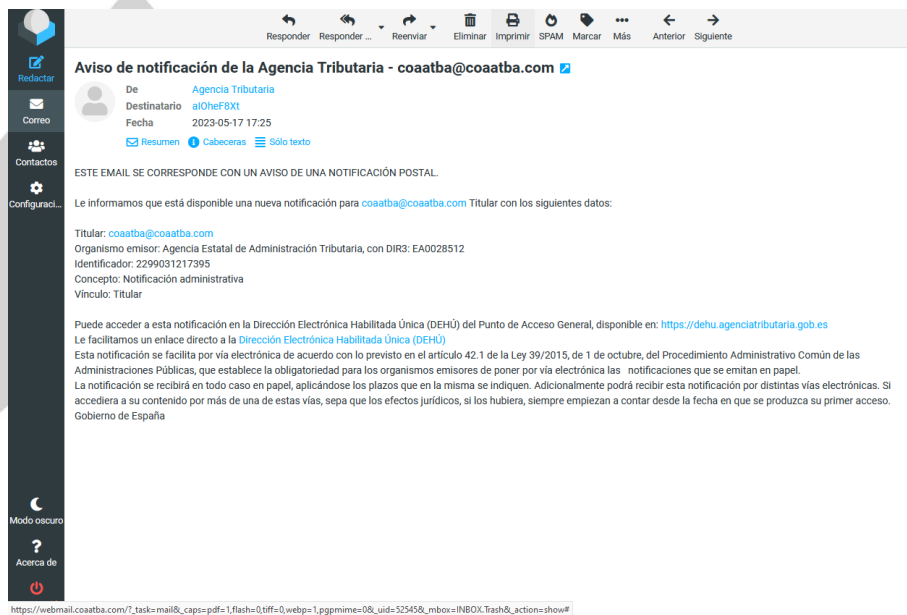 Responder
Responder ...
Reenviar
Eliminar
Imprimir
SPAM
Marcar
Más
Anterior
Siguiente
Redactar
Correo
Contactos
Configuraci...
Aviso de notificación de la Agencia Tributaria - coaatba@coaatba.com
De Agencia Tributaria
Destinatario aIOheF8Xt
Fecha 2023-05-17 17:25
Resumen Cabeceras Sólo texto
ESTE EMAIL SE CORRESPONDE CON UN AVISO DE UNA NOTIFICACIÓN POSTAL.
Le informamos que está disponible una nueva notificación para coaatba@coaatba.com Titular con los siguientes datos:
Titular: coaatba@coaatba.com
Organismo emisor: Agencia Estatal de Administración Tributaria, con DIR3: EA0028512
Identificador: 2299031217395
Concepto: Notificación administrativa
Vínculo: Titular
Puede acceder a esta notificación en la Dirección Electrónica Habilitada Única (DEHÚ) del Punto de Acceso General, disponible en: https://dehu.agenciatributaria.gob.es
Le facilitamos un enlace directo a la Dirección Electrónica Habilitada Única (DEHÚ)
Esta notificación se facilita por vía electrónica de acuerdo con lo previsto en el artículo 42.1 de la Ley 39/2015, de 1 de octubre, del Procedimiento Administrativo Común de las
Administraciones Públicas, que establece la obligatoriedad para los organismos emisores de poner por vía electrónica las notificaciones que se emitan en papel.
La notificación se recibirá en todo caso en papel, aplicándose los plazos que en la misma se indiquen. Adicionalmente podrá recibir esta notificación por distintas vías electrónicas. Si
accediera a su contenido por más de una de estas vías, sepa que los efectos jurídicos, si los hubiera, siempre empiezan a contar desde la fecha en que se produzca su primer acceso.
Gobierno de España
Modo oscuro
Acerca de
https://webmail.coaatba.com/?_task=mail&_caps=pdf=1,flash=0,tiff=0,webp=1,pgpmime=0&_uid=52545&_mbox=INBOX.Trash&_action=show#